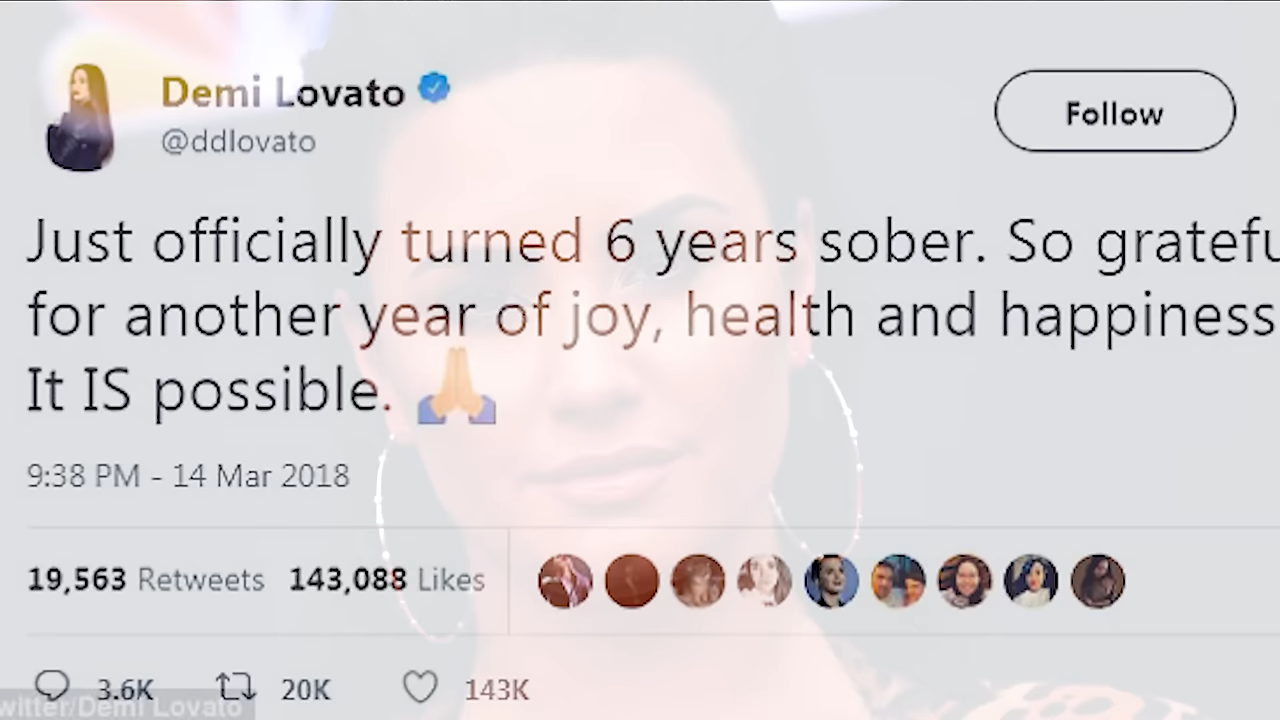 Demi Lovato
@ddlovato
Follow
Just officially turned 6 years sober. So gratefu
for another year of joy, health and happiness
It IS possible. 🙏
9:38 PM - 14 Mar 2018
19,563 Retweets 143,088 Likes
3.6K 20K 143K
witter/Demi Lovato